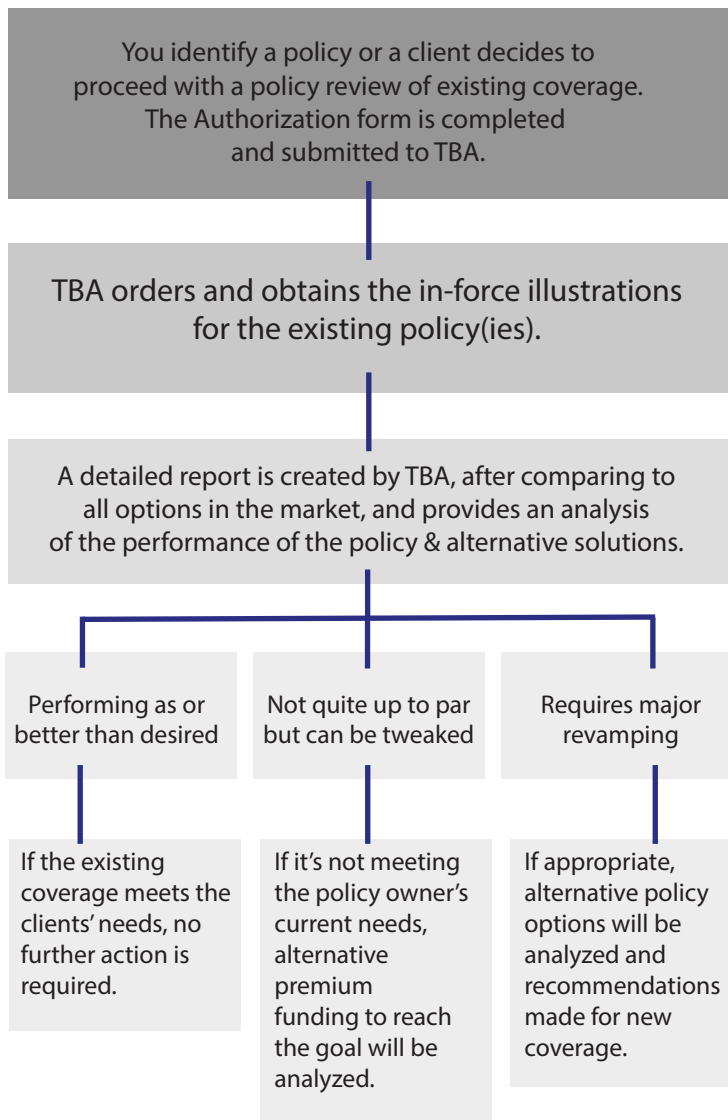 You identify a policy or a client decides to
proceed with a policy review of existing coverage.
The Authorization form is completed
and submitted to TBA.
TBA orders and obtains the in-force illustrations
for the existing policy(ies).
A detailed report is created by TBA, after comparing to
all options in the market, and provides an analysis
of the performance of the policy & alternative solutions.
Performing as or
better than desired
Not quite up to par
but can be tweaked
Requires major
revamping
If the existing
coverage meets the
clients’ needs, no
further action is
required.
If it’s not meeting
the policy owner’s
current needs,
alternative
premium
funding to reach
the goal will be
analyzed.
If appropriate,
alternative policy
options will be
analyzed and
recommendations
made for new
coverage.